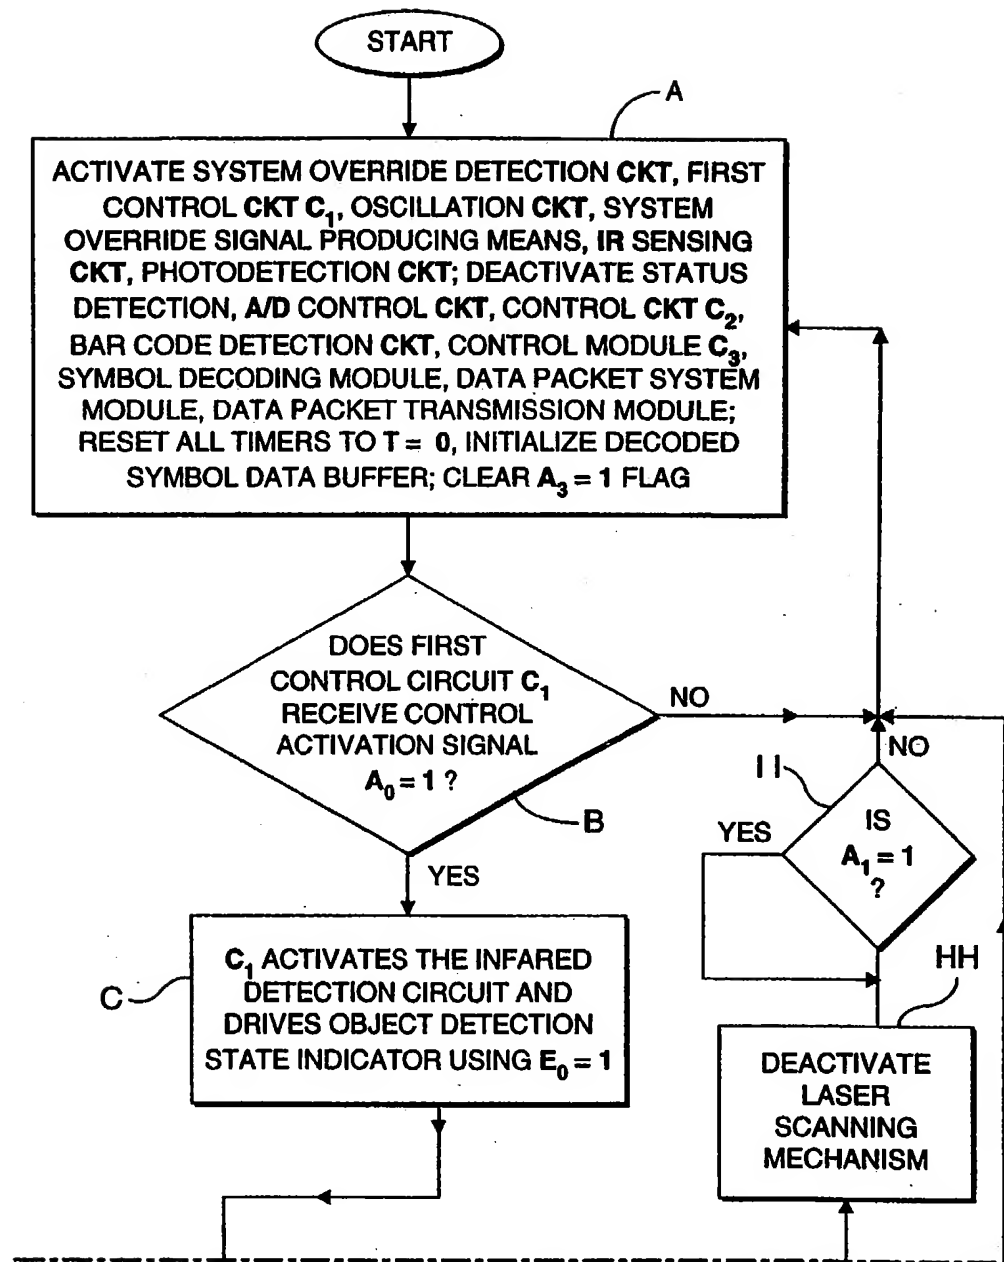 START
A
ACTIVATE SYSTEM OVERRIDE DETECTION CKT, FIRST
CONTROL CKT C₁, OSCILLATION CKT, SYSTEM
OVERRIDE SIGNAL PRODUCING MEANS, IR SENSING
CKT, PHOTODETECTION CKT; DEACTIVATE STATUS
DETECTION, A/D CONTROL CKT, CONTROL CKT C₂,
BAR CODE DETECTION CKT, CONTROL MODULE C₃,
SYMBOL DECODING MODULE, DATA PACKET SYSTEM
MODULE, DATA PACKET TRANSMISSION MODULE;
RESET ALL TIMERS TO T = 0, INITIALIZE DECODED
SYMBOL DATA BUFFER; CLEAR A₃ = 1 FLAG
DOES FIRST
CONTROL CIRCUIT C₁
RECEIVE CONTROL
ACTIVATION SIGNAL
A₀ = 1 ?
NO
B
YES
C₁ ACTIVATES THE INFARED
DETECTION CIRCUIT AND
DRIVES OBJECT DETECTION
STATE INDICATOR USING E₀ = 1
C
NO
II
IS
A₁ = 1
?
YES
HH
DEACTIVATE
LASER
SCANNING
MECHANISM